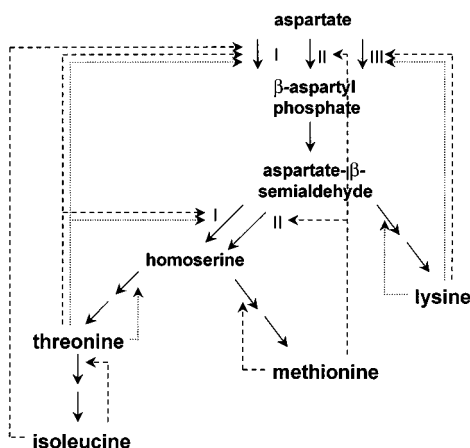 aspartate
I II III
β-aspartyl
phosphate
aspartate-β-
semialdehyde
I
II
homoserine
lysine
threonine
methionine
isoleucine